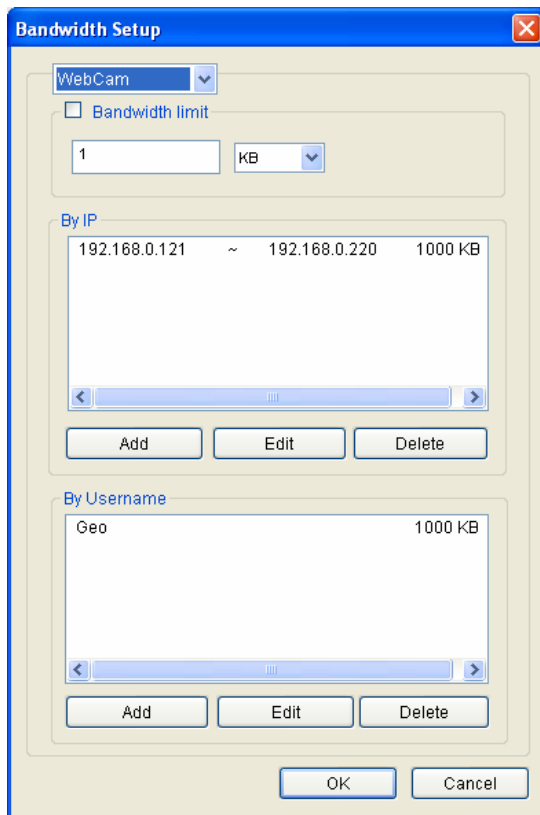 Bandwidth Setup
WebCam
Bandwidth limit
1 KB
By IP
192.168.0.121 ~ 192.168.0.220 1000 KB
Add Edit Delete
By Username
Geo 1000 KB
Add Edit Delete
OK Cancel